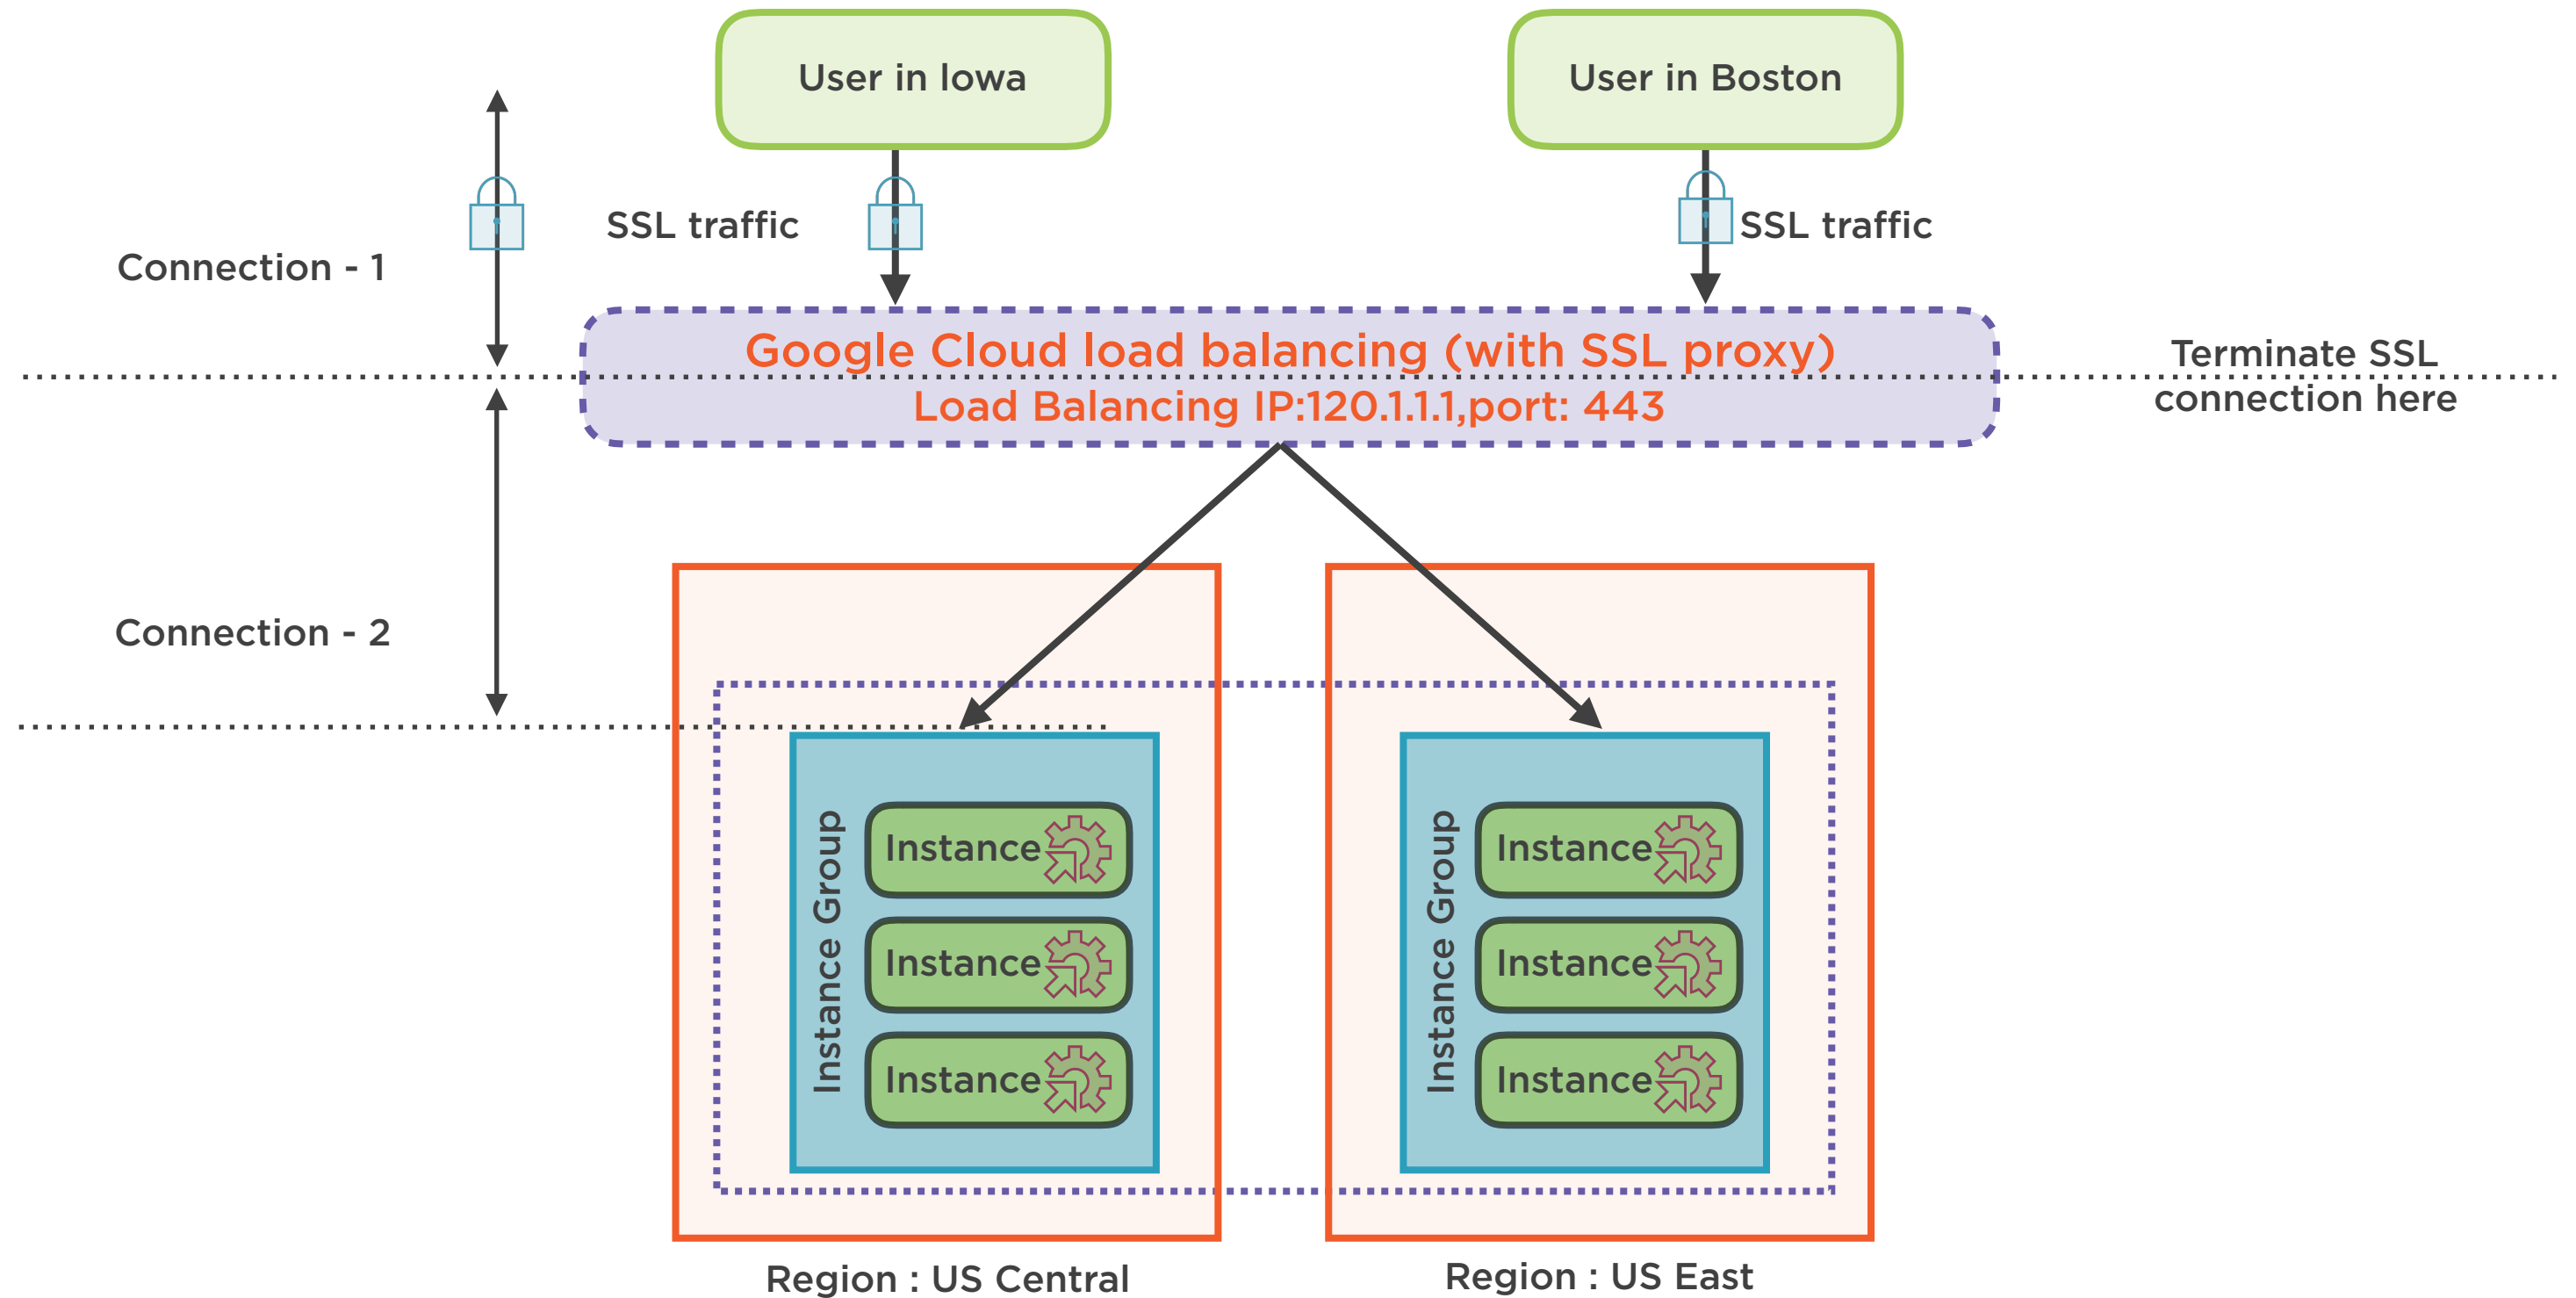 User in Iowa
User in Boston
SSL traffic
SSL traffic
Connection - 1
Google Cloud load balancing (with SSL proxy)
Load Balancing IP:120.1.1.1,port: 443
Terminate SSL
connection here
Connection - 2
Instance Group
Instance
Instance
Instance
Instance Group
Instance
Instance
Instance
Region : US Central
Region : US East